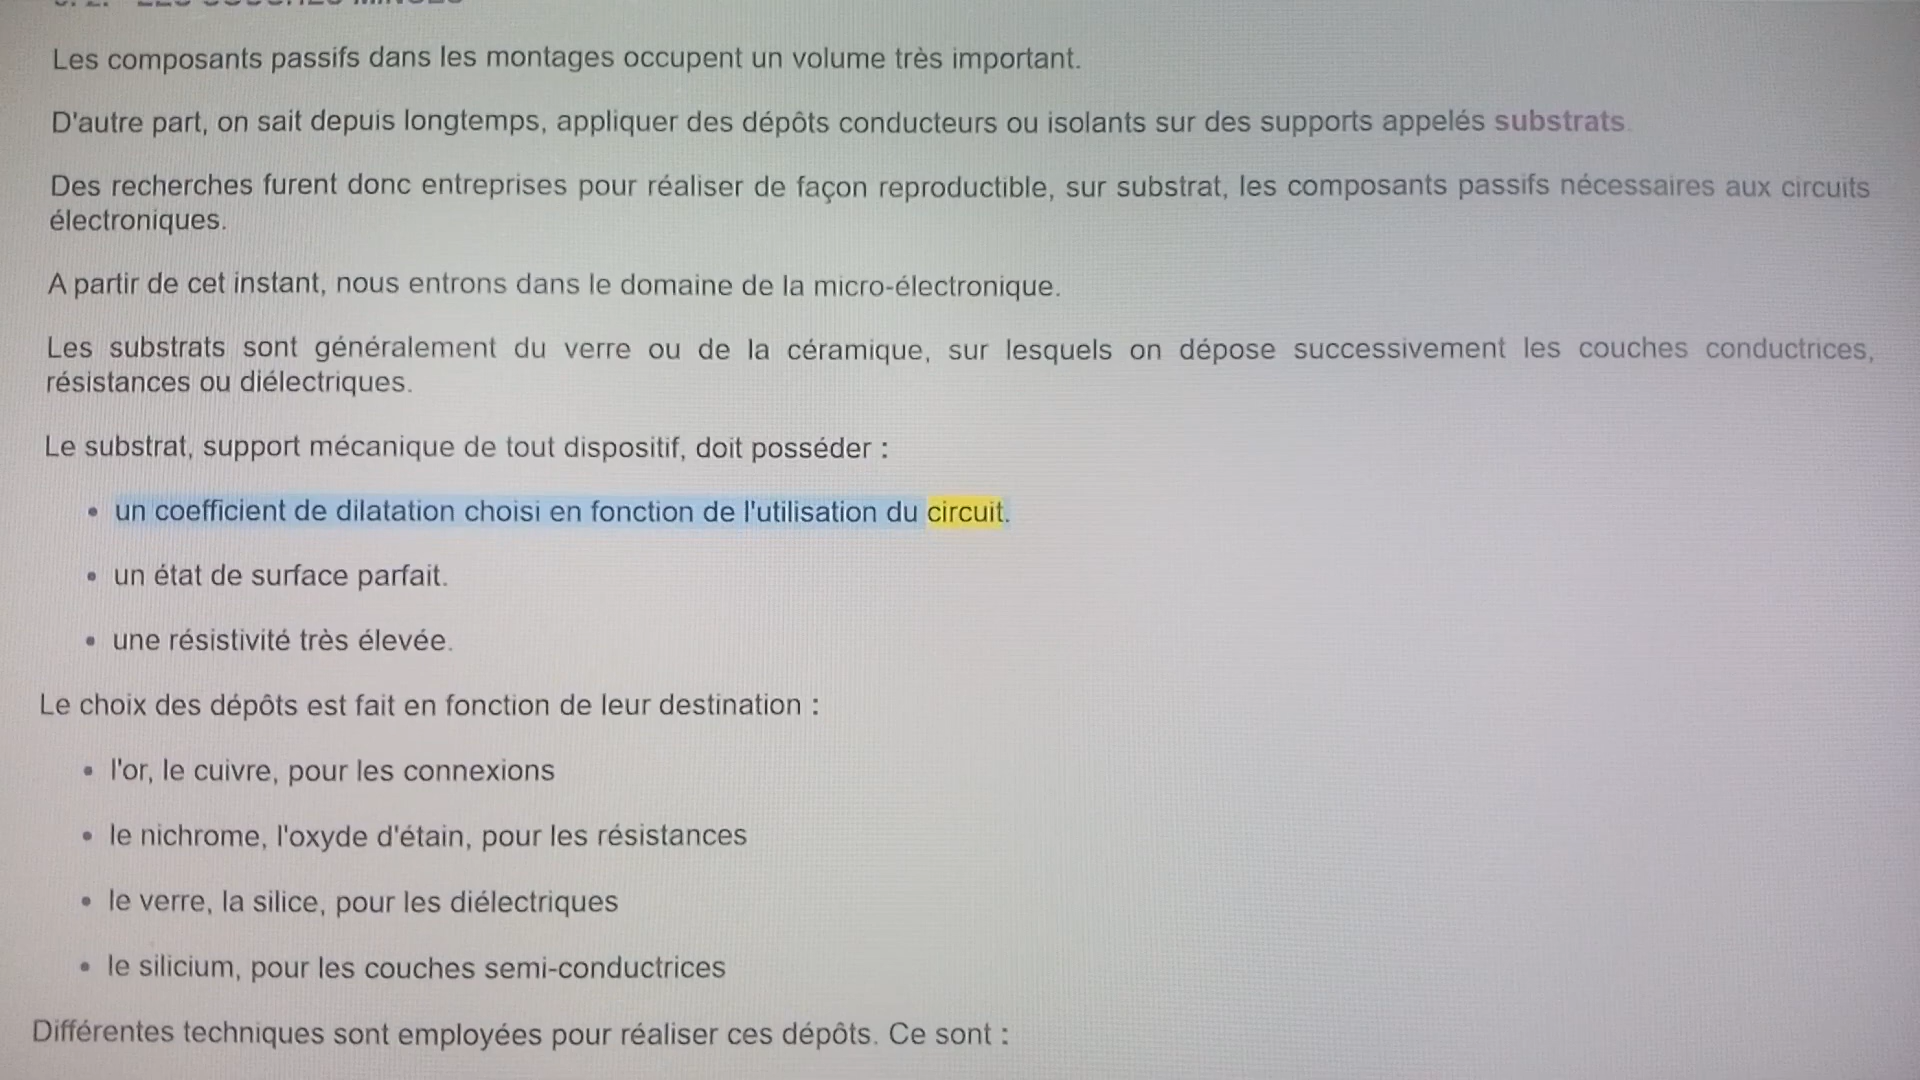 Les composants passifs dans les montages occupent un volume très important.
D'autre part, on sait depuis longtemps, appliquer des dépôts conducteurs ou isolants sur des supports appelés substrats.
Des recherches furent donc entreprises pour réaliser de façon reproductible, sur substrat, les composants passifs nécessaires aux circuits
électroniques.
A partir de cet instant, nous entrons dans le domaine de la micro-électronique.
Les substrats sont généralement du verre ou de la céramique, sur lesquels on dépose successivement les couches conductrices,
résistances ou diélectriques.
Le substrat, support mécanique de tout dispositif, doit posséder :
• un coefficient de dilatation choisi en fonction de l'utilisation du circuit.
• un état de surface parfait.
• une résistivité très élevée.
Le choix des dépôts est fait en fonction de leur destination :
• l'or, le cuivre, pour les connexions
• le nichrome, l'oxyde d'étain, pour les résistances
• le verre, la silice, pour les diélectriques
• le silicium, pour les couches semi-conductrices
Différentes techniques sont employées pour réaliser ces dépôts. Ce sont :